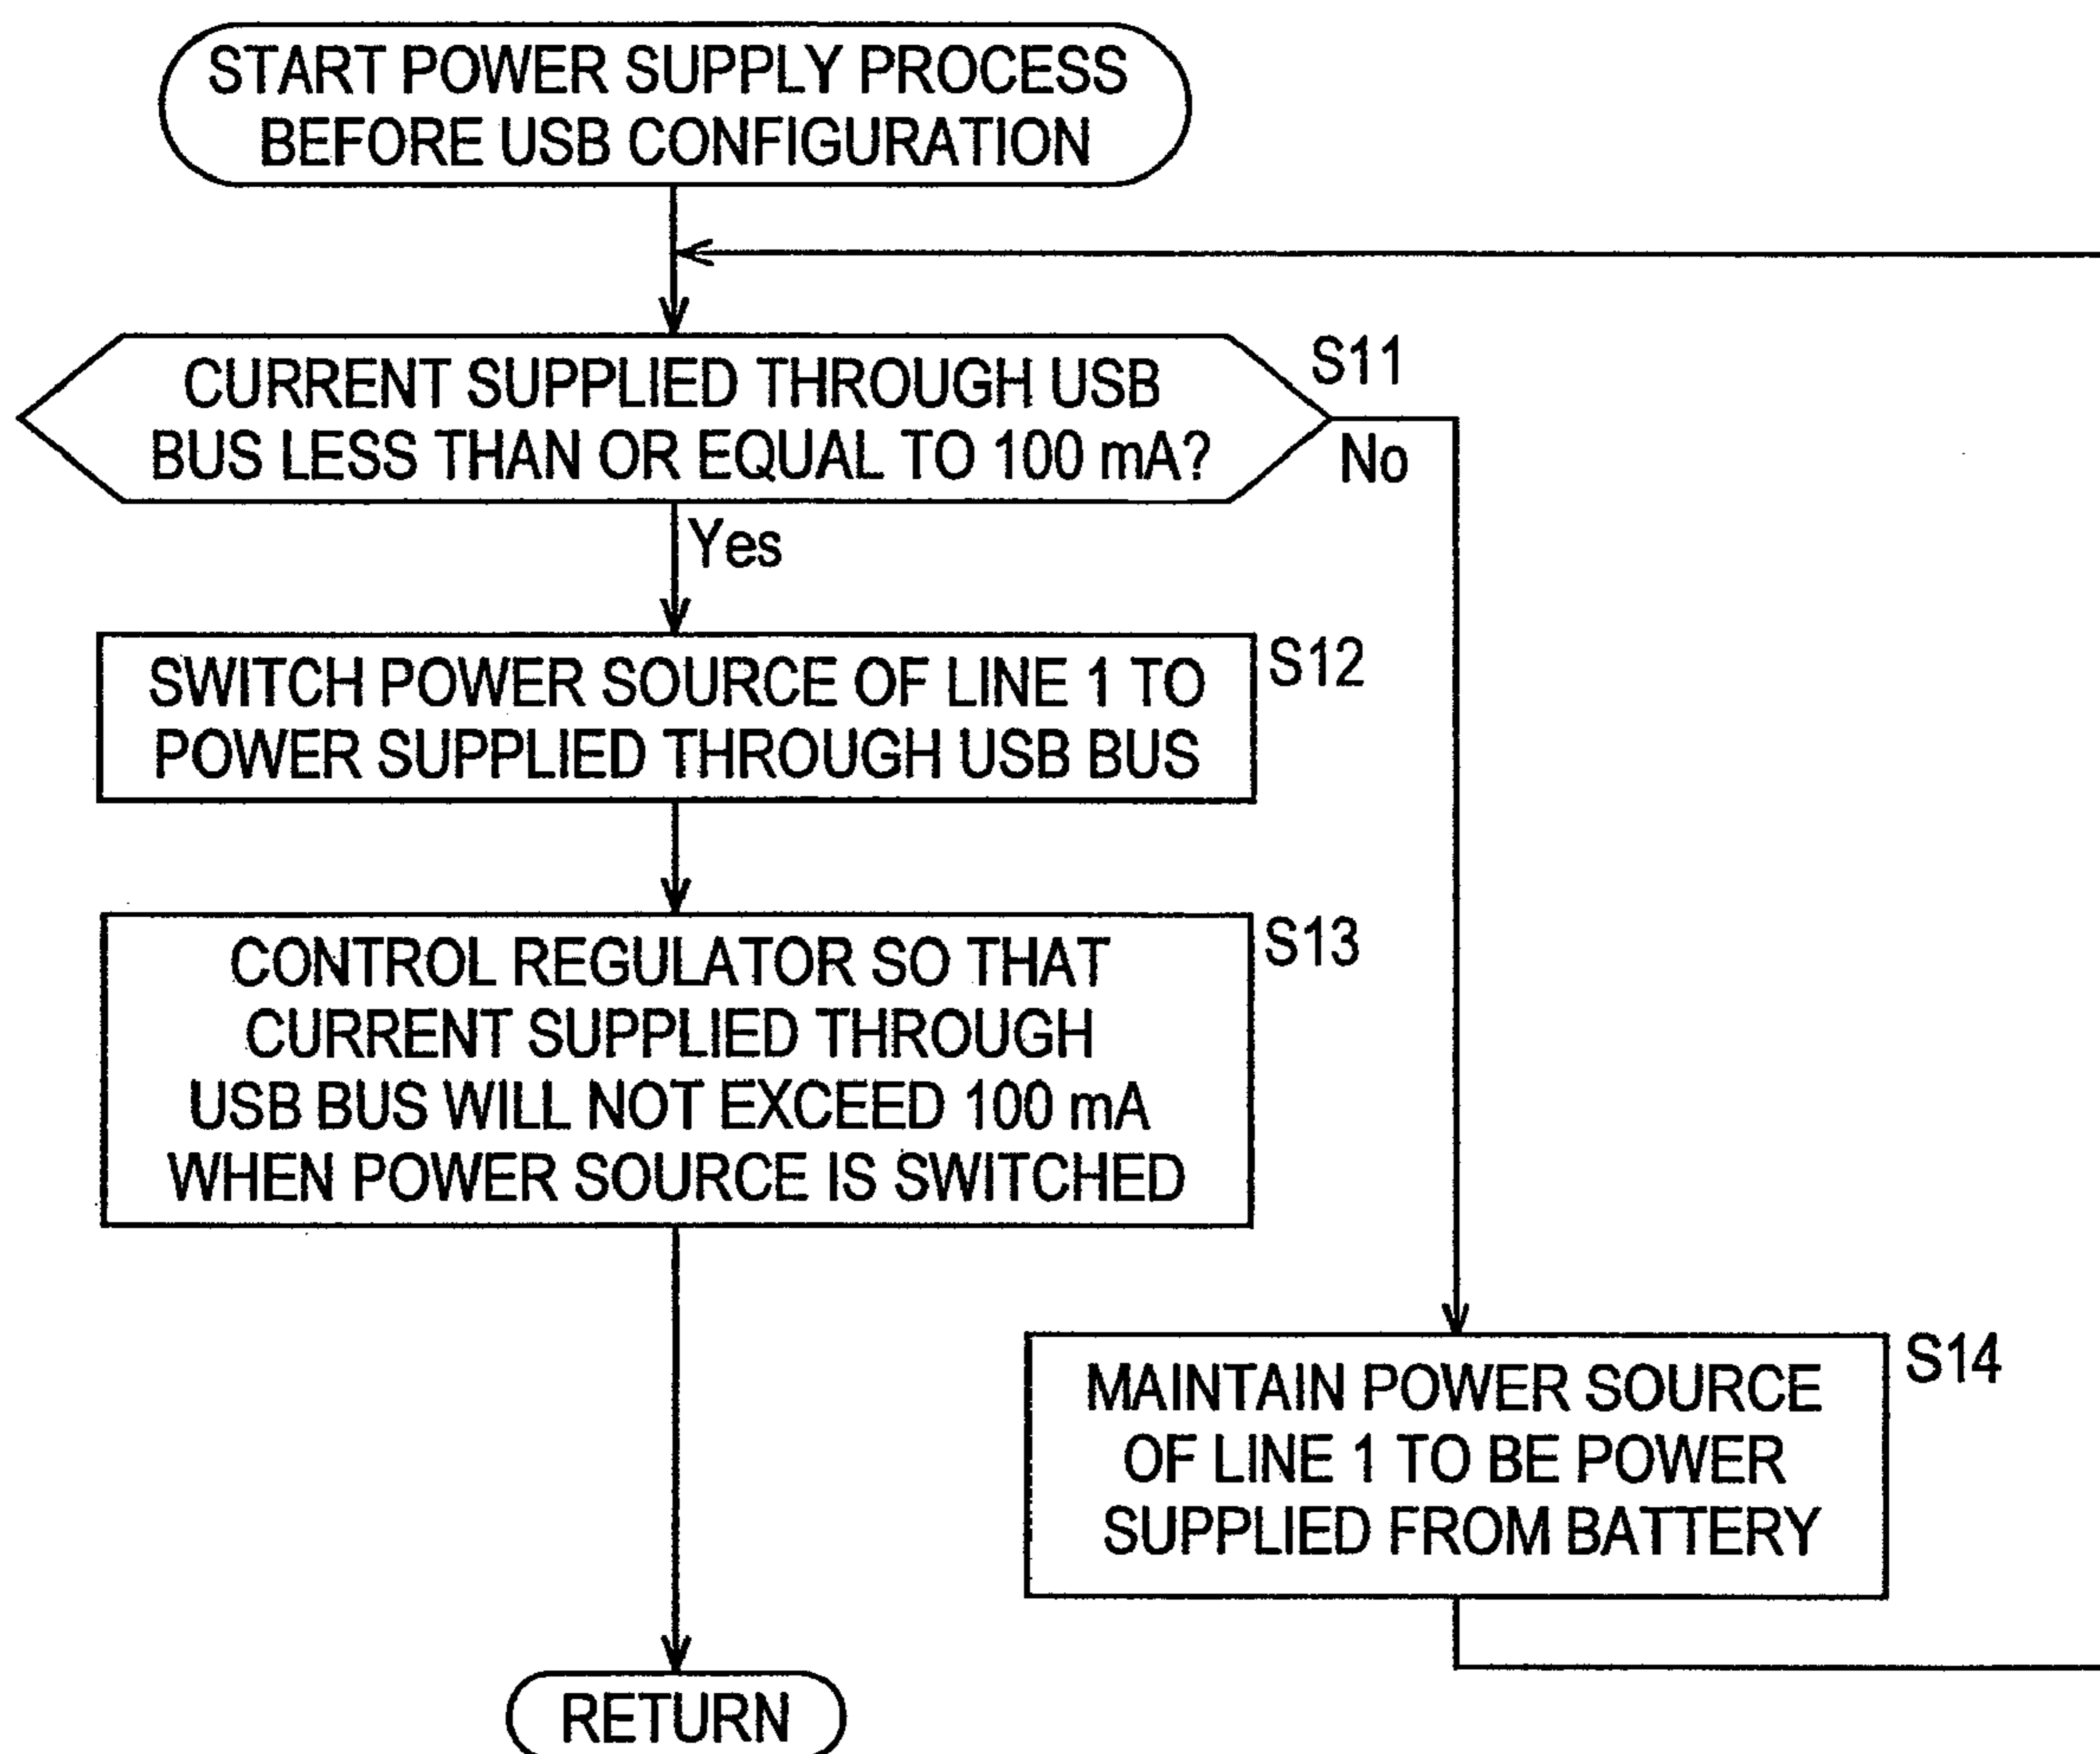 START POWER SUPPLY PROCESS
BEFORE USB CONFIGURATION
CURRENT SUPPLIED THROUGH USB
BUS LESS THAN OR EQUAL TO 100 mA?
S11
No
Yes
SWITCH POWER SOURCE OF LINE 1 TO
POWER SUPPLIED THROUGH USB BUS
S12
CONTROL REGULATOR SO THAT
CURRENT SUPPLIED THROUGH
USB BUS WILL NOT EXCEED 100 mA
WHEN POWER SOURCE IS SWITCHED
S13
MAINTAIN POWER SOURCE
OF LINE 1 TO BE POWER
SUPPLIED FROM BATTERY
S14
RETURN